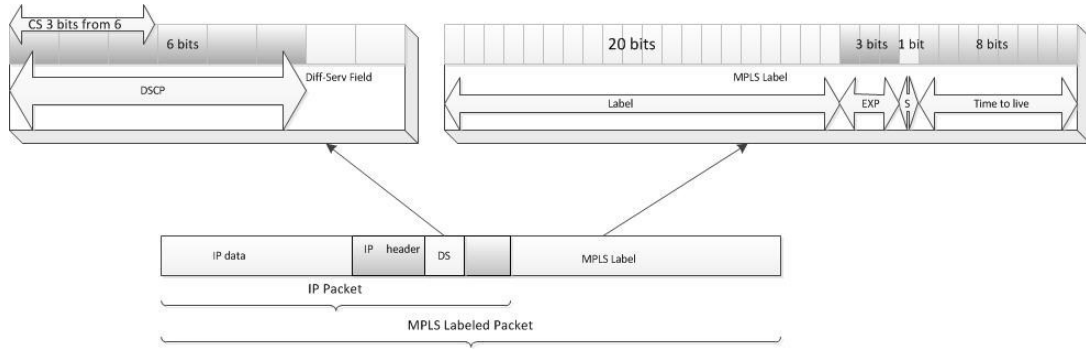 CS 3 bits from 6
6 bits
Diff-Serv Field
DSCP
20 bits
3 bits
1 bit
8 bits
MPLS Label
Label
EXP
S
Time to live
IP data
IP header
DS
MPLS Label
IP Packet
MPLS Labeled Packet